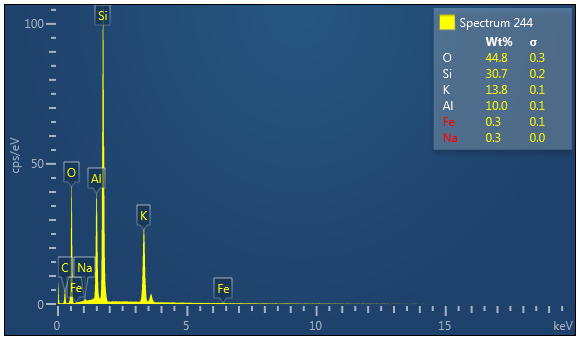 Spectrum 244
Wt% σ
O 44.8 0.3
Si 30.7 0.2
K 13.8 0.1
Al 10.0 0.1
Fe 0.3 0.1
Na 0.3 0.0
cps/eV
100
50
0
Si
O
Al
K
C
Na
Fe
Fe
0 5 10 15 keV